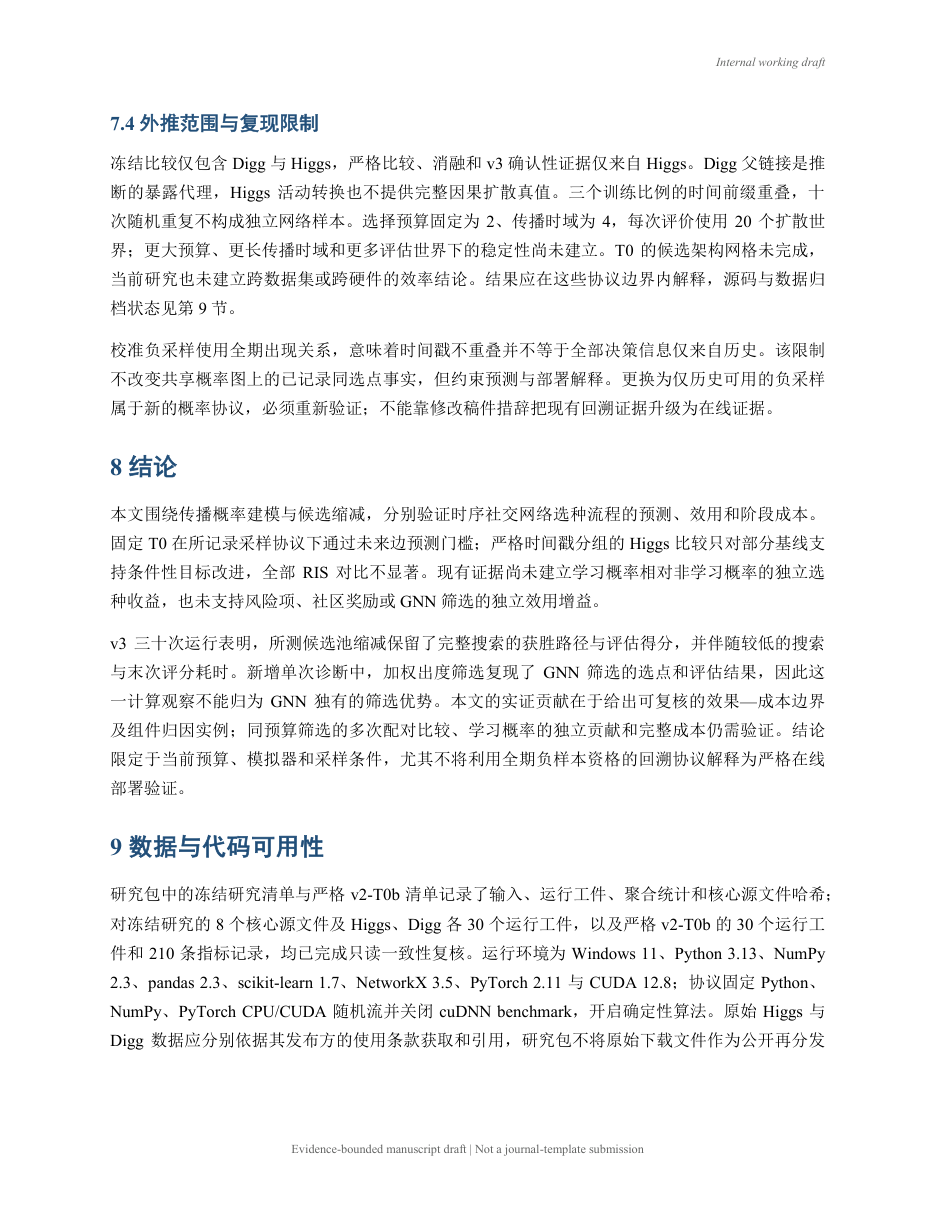 Internal working draft
7.4 外推范围与复现限制
冻结比较仅包含 Digg 与 Higgs，严格比较、消融和 v3 确认性证据仅来自 Higgs。Digg 父链接是推
断的暴露代理，Higgs 活动转换也不提供完整因果扩散真值。三个训练比例的时间前缀重叠，十
次随机重复不构成独立网络样本。选择预算固定为 2、传播时域为 4，每次评价使用 20 个扩散世
界；更大预算、更长传播时域和更多评估世界下的稳定性尚未建立。T0 的候选架构网格未完成，
当前研究也未建立跨数据集或跨硬件的效率结论。结果应在这些协议边界内解释，源码与数据归
档状态见第 9 节。
校准负采样使用全期出现关系，意味着时间戳不重叠并不等于全部决策信息仅来自历史。该限制
不改变共享概率图上的已记录同选点事实，但约束预测与部署解释。更换为仅历史可用的负采样
属于新的概率协议，必须重新验证；不能靠修改稿件措辞把现有回溯证据升级为在线证据。
8 结论
本文围绕传播概率建模与候选缩减，分别验证时序社交网络选种流程的预测、效用和阶段成本。
固定 T0 在所记录采样协议下通过未来边预测门槛；严格时间戳分组的 Higgs 比较只对部分基线支
持条件性目标改进，全部 RIS 对比不显著。现有证据尚未建立学习概率相对非学习概率的独立选
种收益，也未支持风险项、社区奖励或 GNN 筛选的独立效用增益。
v3 三十次运行表明，所测候选池缩减保留了完整搜索的获胜路径与评估得分，并伴随较低的搜索
与末次评分耗时。新增单次诊断中，加权出度筛选复现了 GNN 筛选的选点和评估结果，因此这
一计算观察不能归为 GNN 独有的筛选优势。本文的实证贡献在于给出可复核的效果—成本边界
及组件归因实例；同预算筛选的多次配对比较、学习概率的独立贡献和完整成本仍需验证。结论
限定于当前预算、模拟器和采样条件，尤其不将利用全期负样本资格的回溯协议解释为严格在线
部署验证。
9 数据与代码可用性
研究包中的冻结研究清单与严格 v2-T0b 清单记录了输入、运行工件、聚合统计和核心源文件哈希；
对冻结研究的 8 个核心源文件及 Higgs、Digg 各 30 个运行工件，以及严格 v2-T0b 的 30 个运行工
件和 210 条指标记录，均已完成只读一致性复核。运行环境为 Windows 11、Python 3.13、NumPy
2.3、pandas 2.3、scikit-learn 1.7、NetworkX 3.5、PyTorch 2.11 与 CUDA 12.8；协议固定 Python、
NumPy、PyTorch CPU/CUDA 随机流并关闭 cuDNN benchmark，开启确定性算法。原始 Higgs 与
Digg 数据应分别依据其发布方的使用条款获取和引用，研究包不将原始下载文件作为公开再分发
Evidence-bounded manuscript draft | Not a journal-template submission